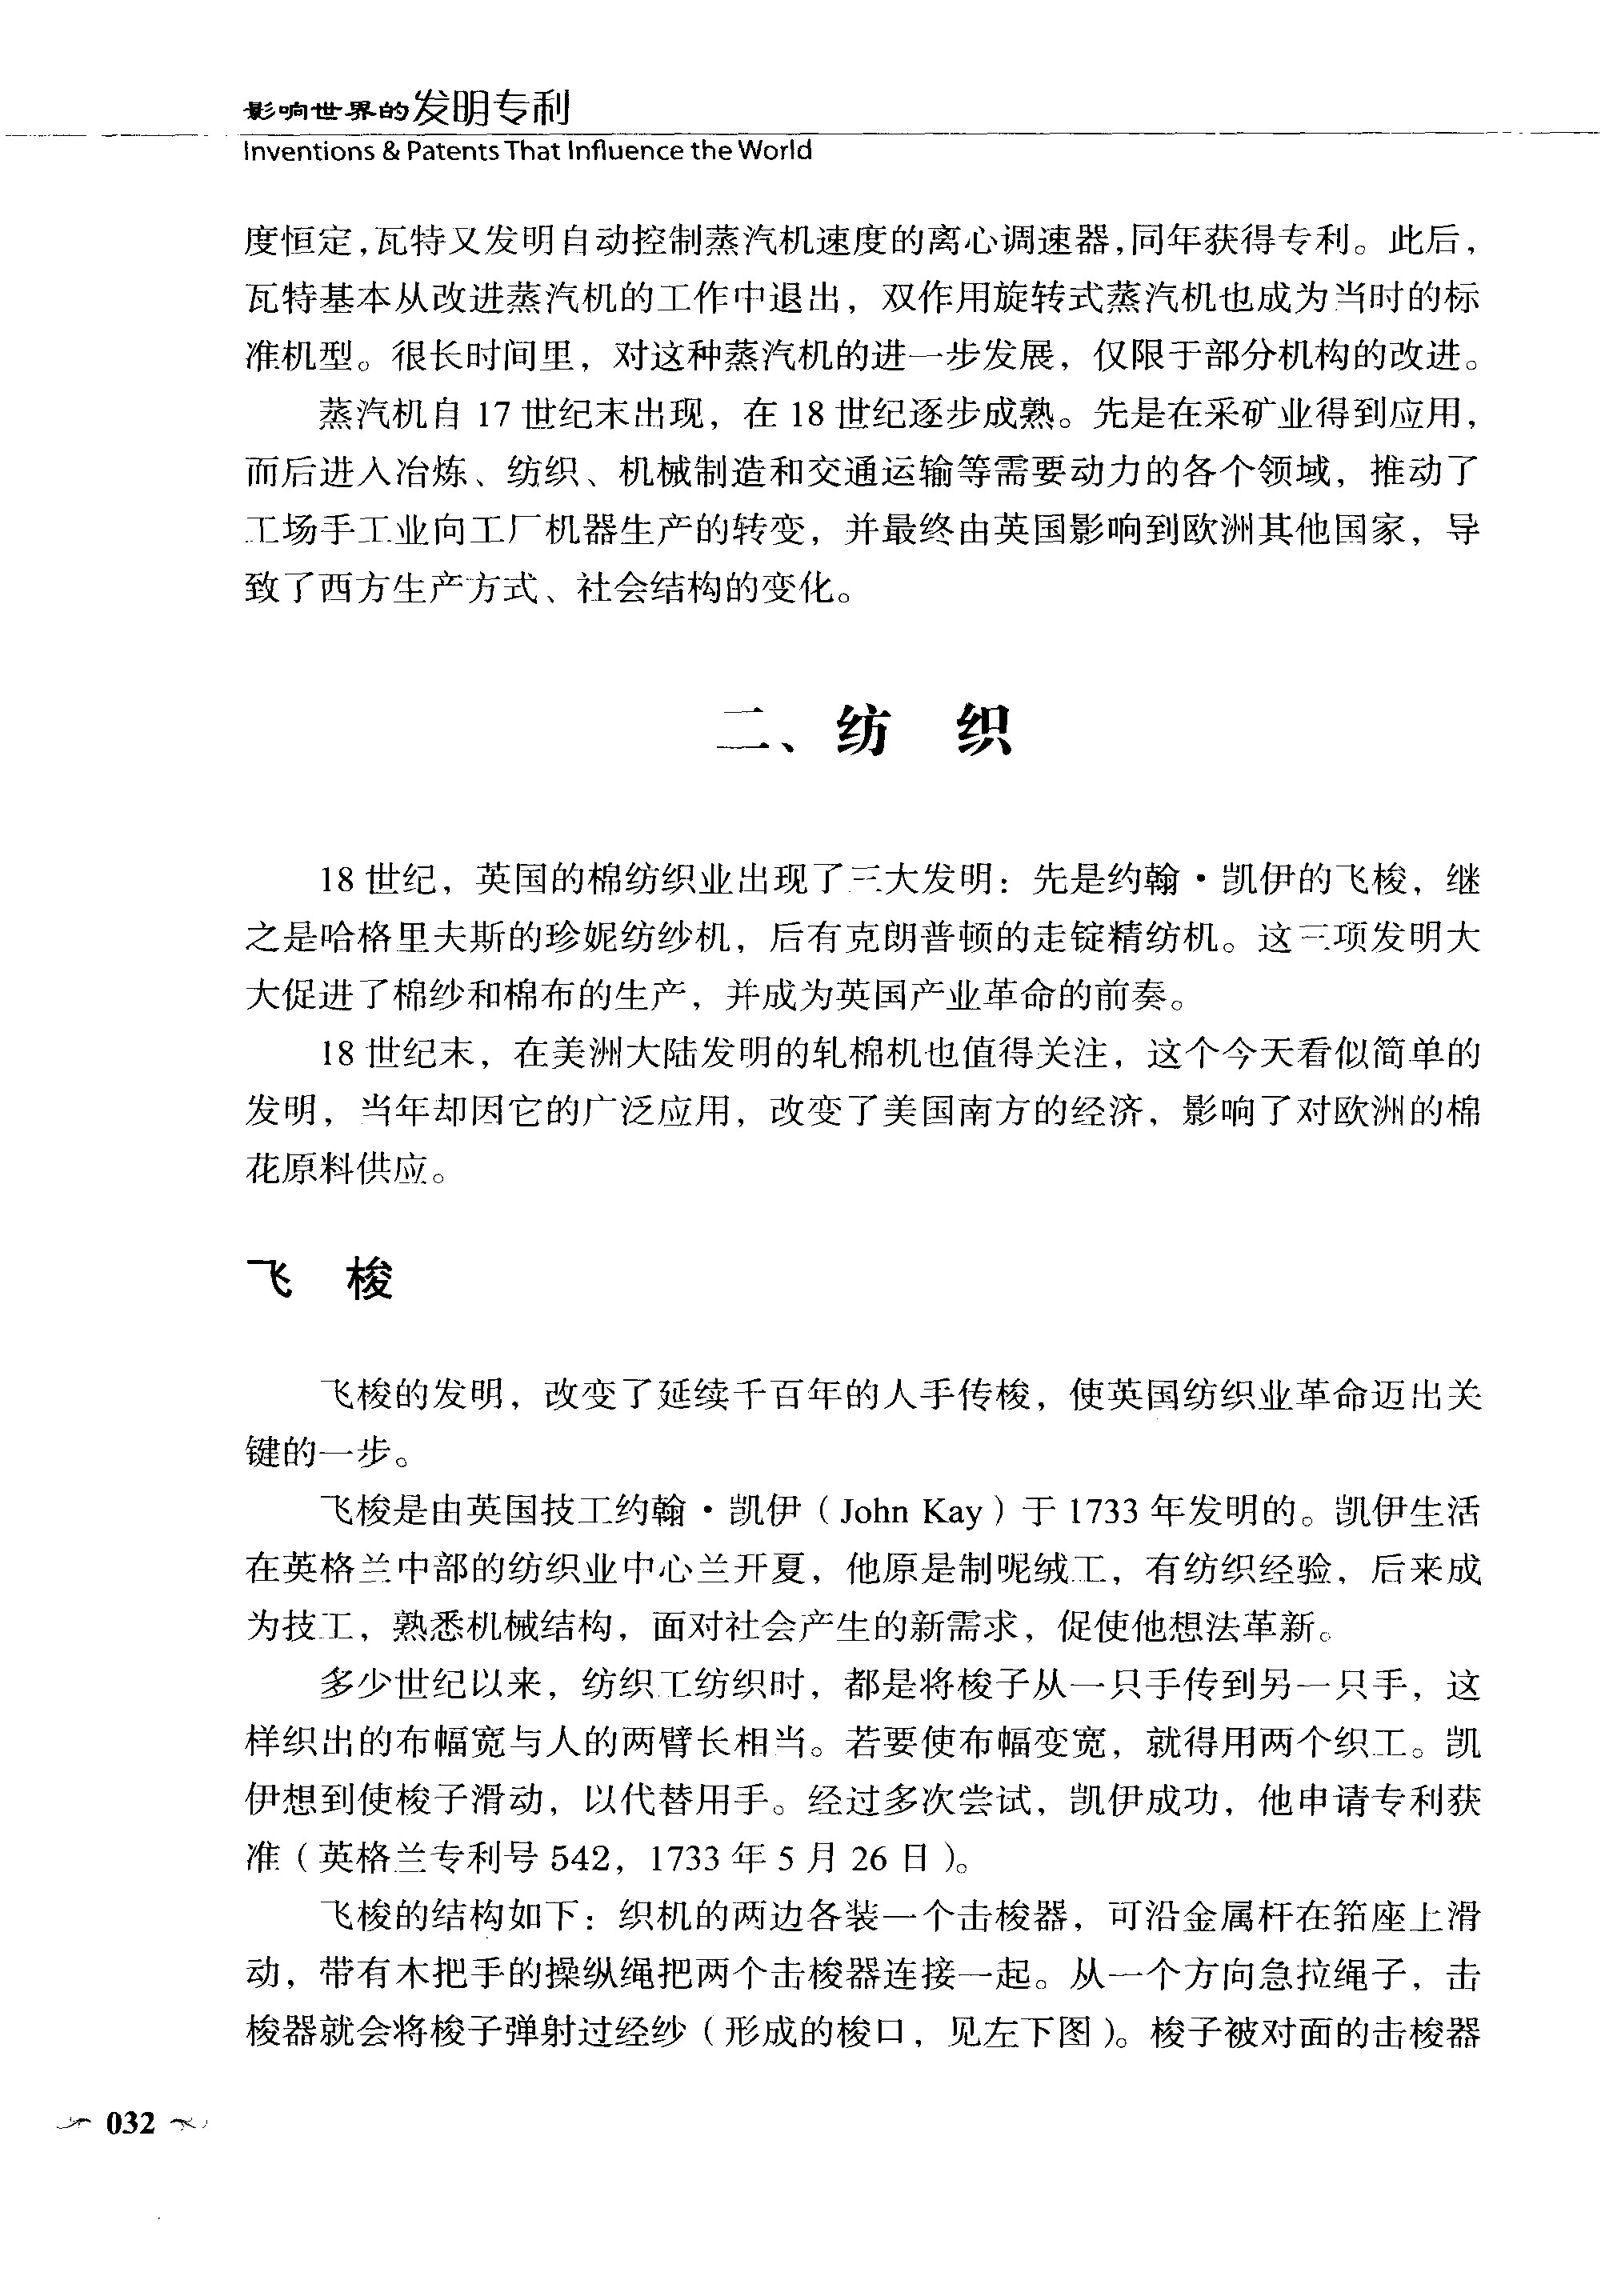 影响世界的发明专利
Inventions & Patents That Influence the World
度恒定，瓦特又发明自动控制蒸汽机速度的离心调速器，同年获得专利。此后，
瓦特基本从改进蒸汽机的工作中退出，双作用旋转式蒸汽机也成为当时的标
准机型。很长时间里，对这种蒸汽机的进一步发展，仅限于部分机构的改进。
蒸汽机自 17 世纪末出现，在 18 世纪逐步成熟。先是在采矿业得到应用，
而后进入冶炼、纺织、机械制造和交通运输等需要动力的各个领域，推动了
工场手工业向工厂机器生产的转变，并最终由英国影响到欧洲其他国家，导
致了西方生产方式、社会结构的变化。
二、纺 织
18 世纪，英国的棉纺织业出现了三大发明：先是约翰·凯伊的飞梭，继
之是哈格里夫斯的珍妮纺纱机，后有克朗普顿的走锭精纺机。这三项发明大
大促进了棉纱和棉布的生产，并成为英国产业革命的前奏。
18 世纪末，在美洲大陆发明的轧棉机也值得关注，这个今天看似简单的
发明，当年却因它的广泛应用，改变了美国南方的经济，影响了对欧洲的棉
花原料供应。
飞 梭
飞梭的发明，改变了延续千百年的人手传梭，使英国纺织业革命迈出关
键的一步。
飞梭是由英国技工约翰·凯伊（John Kay）于 1733 年发明的。凯伊生活
在英格兰中部的纺织业中心兰开夏，他原是制呢绒工，有纺织经验，后来成
为技工，熟悉机械结构，面对社会产生的新需求，促使他想法革新。
多少世纪以来，纺织工纺织时，都是将梭子从一只手传到另一只手，这
样织出的布幅宽与人的两臂长相当。若要使布幅变宽，就得用两个织工。凯
伊想到使梭子滑动，以代替用手。经过多次尝试，凯伊成功，他申请专利获
准（英格兰专利号 542，1733 年 5 月 26 日）。
飞梭的结构如下：织机的两边各装一个击梭器，可沿金属杆在筘座上滑
动，带有木把手的操纵绳把两个击梭器连接一起。从一个方向急拉绳子，击
梭器就会将梭子弹射过经纱（形成的梭口，见左下图）。梭子被对面的击梭器
032